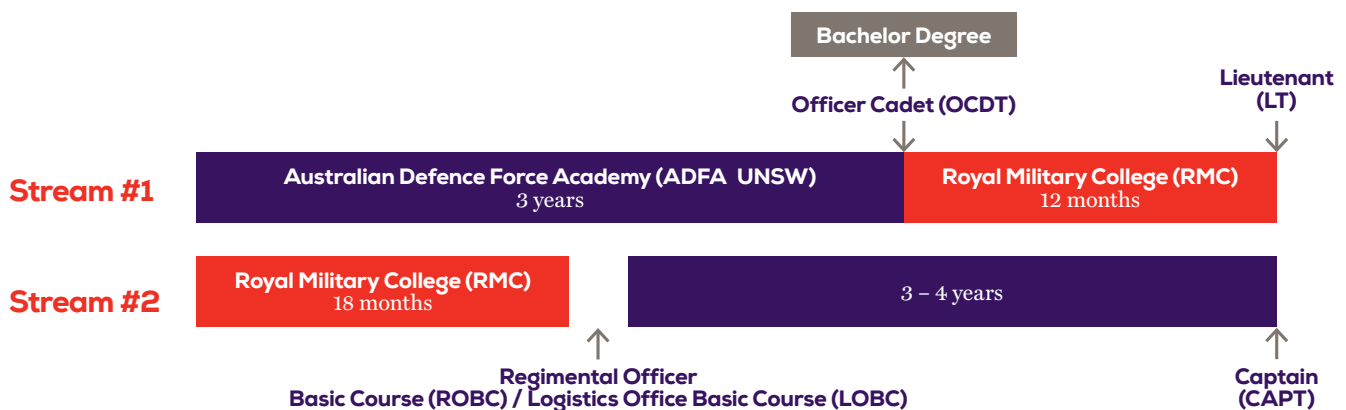 Bachelor Degree
Officer Cadet (OCDT)
Lieutenant
(LT)
Stream #1
Australian Defence Force Academy (ADFA  UNSW)
3 years
Royal Military College (RMC)
12 months
Stream #2
Royal Military College (RMC)
18 months
3 – 4 years
Regimental Officer
Basic Course (ROBC) / Logistics Office Basic Course (LOBC)
Captain
(CAPT)